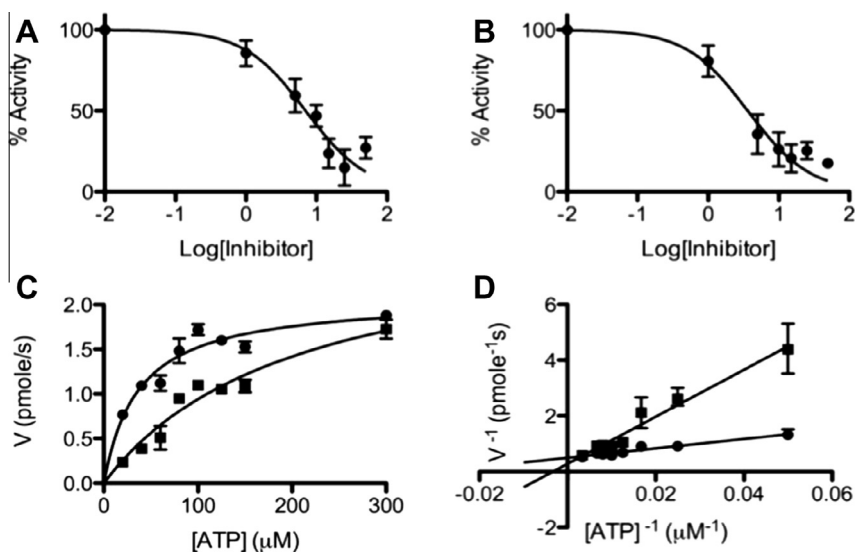 A
% Activity
100
50
0
-2
-1
0
1
2
Log[Inhibitor]
B
% Activity
100
50
0
-2
-1
0
1
2
Log[Inhibitor]
C
V (pmole/s)
2.0
1.5
1.0
0.5
0.0
0
100
200
300
[ATP] (μM)
D
V⁻¹ (pmole⁻¹s)
6
4
2
-2
-0.02
0.02
0.04
0.06
[ATP]⁻¹ (μM⁻¹)